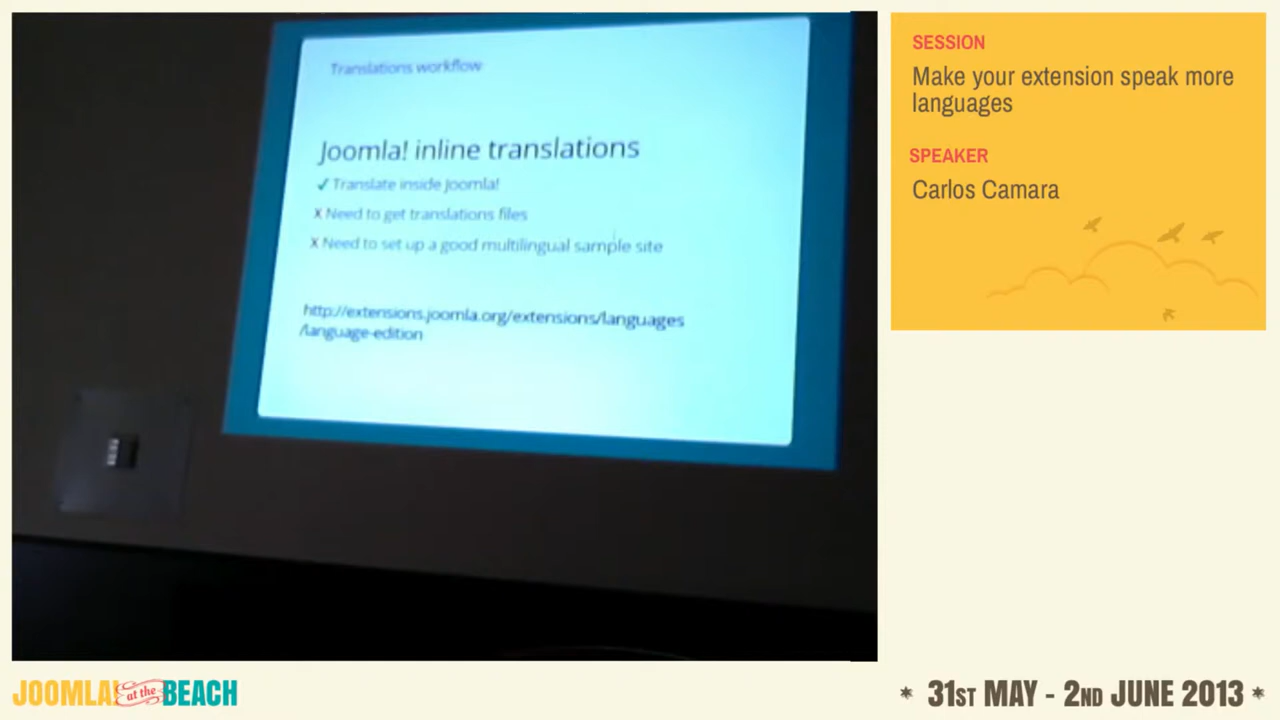 Translations workflow
Joomla! inline translations
✓ Translate inside Joomla!
X Need to get translations files
X Need to set up a good multilingual sample site
http://extensions.joomla.org/extensions/languages
/language-edition
SESSION
Make your extension speak more
languages
SPEAKER
Carlos Camara
JOOMLA! at the BEACH
* 31ST MAY - 2ND JUNE 2013 *